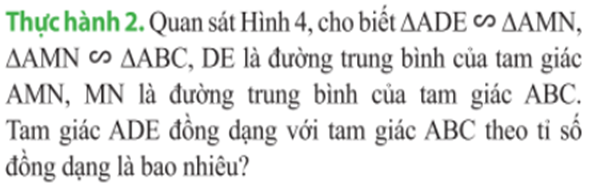 Thực hành 2. Quan sát Hình 4, cho biết ΔADE ∽ ΔAMN,
ΔAMN ∽ ΔABC, DE là đường trung bình của tam giác
AMN, MN là đường trung bình của tam giác ABC.
Tam giác ADE đồng dạng với tam giác ABC theo tỉ số
đồng dạng là bao nhiêu?